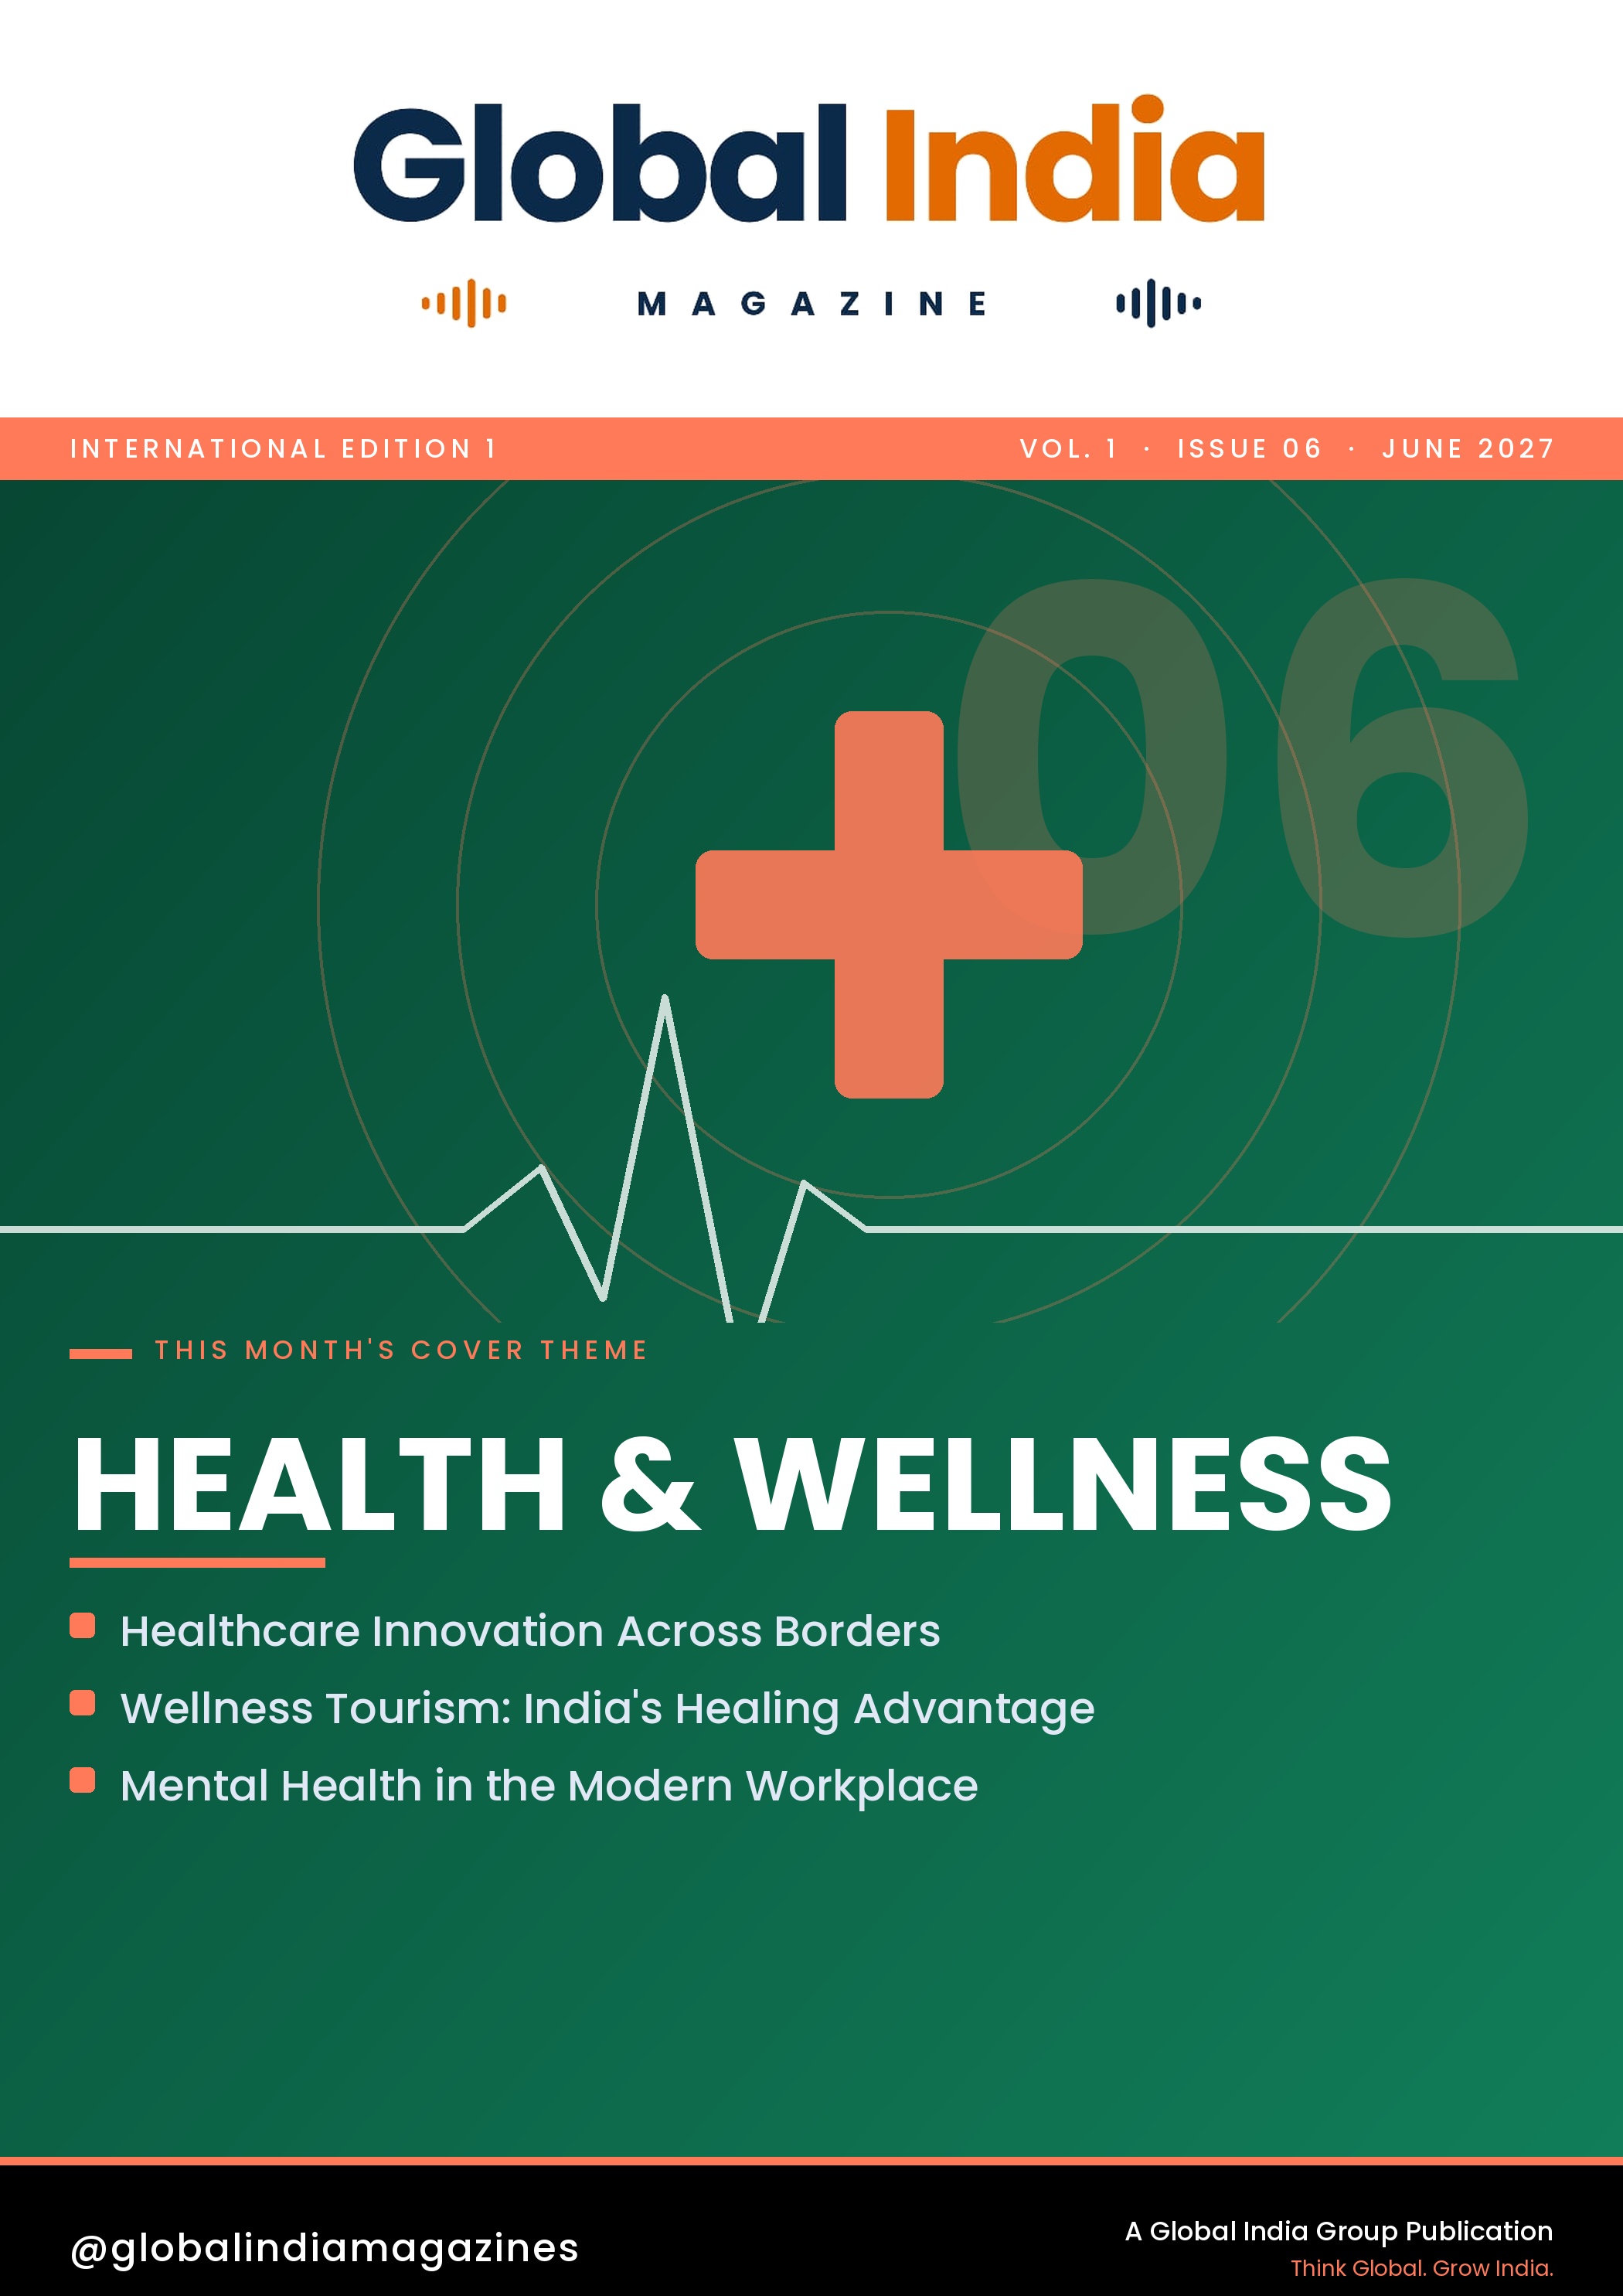 Global India
MAGAZINE
INTERNATIONAL EDITION 1
VOL. 1 · ISSUE 06 · JUNE 2027
06
THIS MONTH'S COVER THEME
HEALTH & WELLNESS
Healthcare Innovation Across Borders
Wellness Tourism: India's Healing Advantage
Mental Health in the Modern Workplace
@globalindiamagazines
A Global India Group Publication
Think Global. Grow India.